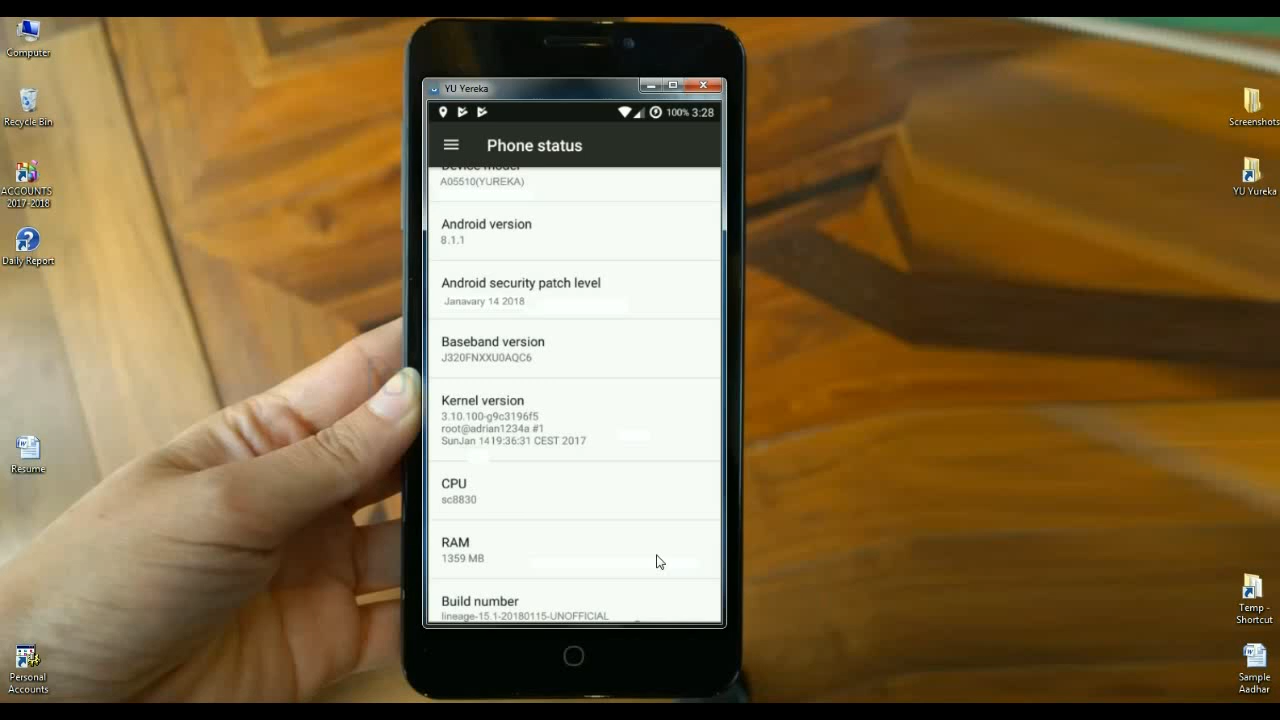 Computer
Recycle Bin
ACCOUNTS
2017-2018
Daily Report
Resume
Personal
Accounts
YU Yereka
100% 3:28
Phone status
Device model
A05510(YUREKA)
Android version
8.1.1
Android security patch level
Janavary 14 2018
Baseband version
J320FNXXU0AQC6
Kernel version
3.10.100-g9c3196f5
root@adrian1234a #1
SunJan 1419:36:31 CEST 2017
CPU
sc8830
RAM
1359 MB
Build number
lineage-15.1-20180115-UNOFFICIAL
Screenshots
YU Yureka
Temp -
Shortcut
Sample
Aadhar